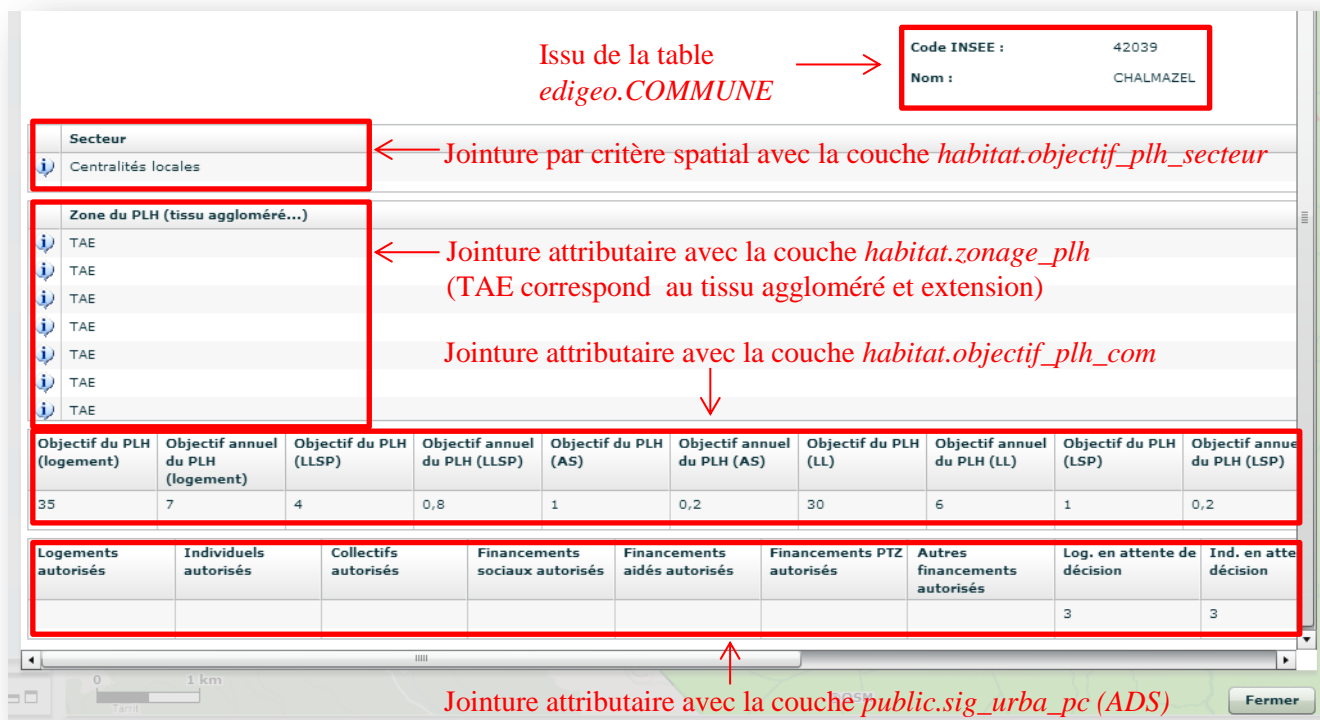 Issu de la table
edigeo.COMMUNE
Code INSEE : 42039
Nom : CHALMAZEL
Secteur
Centralités locales
Jointure par critère spatial avec la couche habitat.objectif_plh_secteur
Zone du PLH (tissu aggloméré...)
TAE
TAE
TAE
TAE
TAE
TAE
TAE
Jointure attributaire avec la couche habitat.zonage_plh
(TAE correspond au tissu aggloméré et extension)
Jointure attributaire avec la couche habitat.objectif_plh_com
Objectif du PLH Objectif annuel Objectif du PLH Objectif annuel Objectif du PLH Objectif annuel Objectif du PLH Objectif annuel Objectif du PLH Objectif annue
(logement) du PLH (LLSP) du PLH (LLSP) (AS) du PLH (AS) (LL) du PLH (LL) (LSP) du PLH (LSP)
(logement)
35 7 4 0,8 1 0,2 30 6 1 0,2
Logements Individuels Collectifs Financements Financements Financements PTZ Autres Log. en attente de Ind. en atte
autorisés autorisés autorisés sociaux autorisés aidés autorisés autorisés financements décision décision
autorisés
3 3
0 1 km
Tarrit
Jointure attributaire avec la couche public.sig_urba_pc (ADS)
Fermer